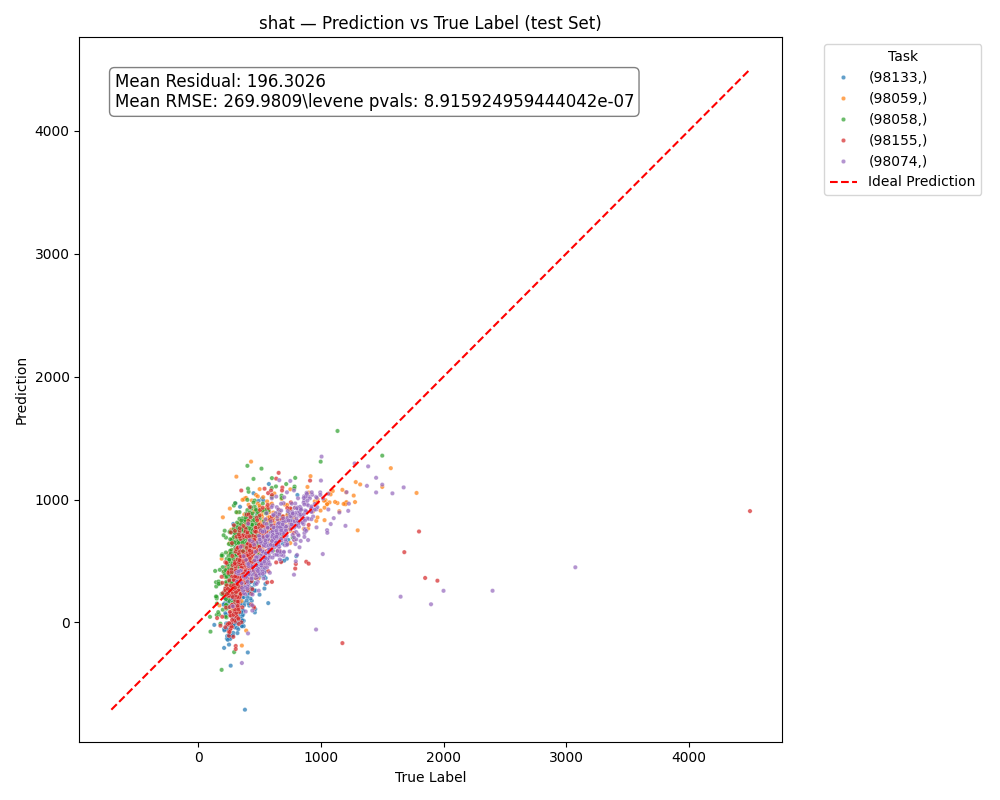 shat — Prediction vs True Label (test Set)
Mean Residual: 196.3026
Mean RMSE: 269.9809\levene pvals: 8.915924959444042e-07
Task
(98133,)
(98059,)
(98058,)
(98155,)
(98074,)
Ideal Prediction
Prediction
4000
3000
2000
1000
0
0
1000
2000
3000
4000
True Label